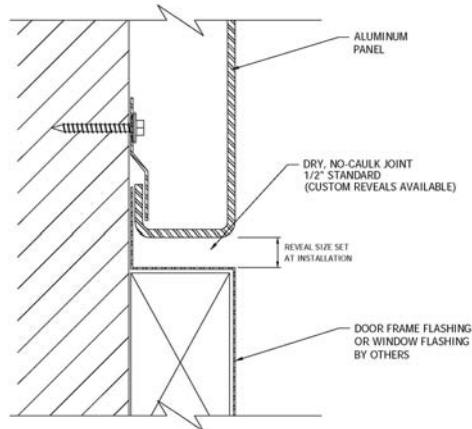 ALUMINUM
PANEL
DRY, NO-CAULK JOINT
1/2" STANDARD
(CUSTOM REVEALS AVAILABLE)
REVEAL SIZE SET
AT INSTALLATION
DOOR FRAME FLASHING
OR WINDOW FLASHING
BY OTHERS